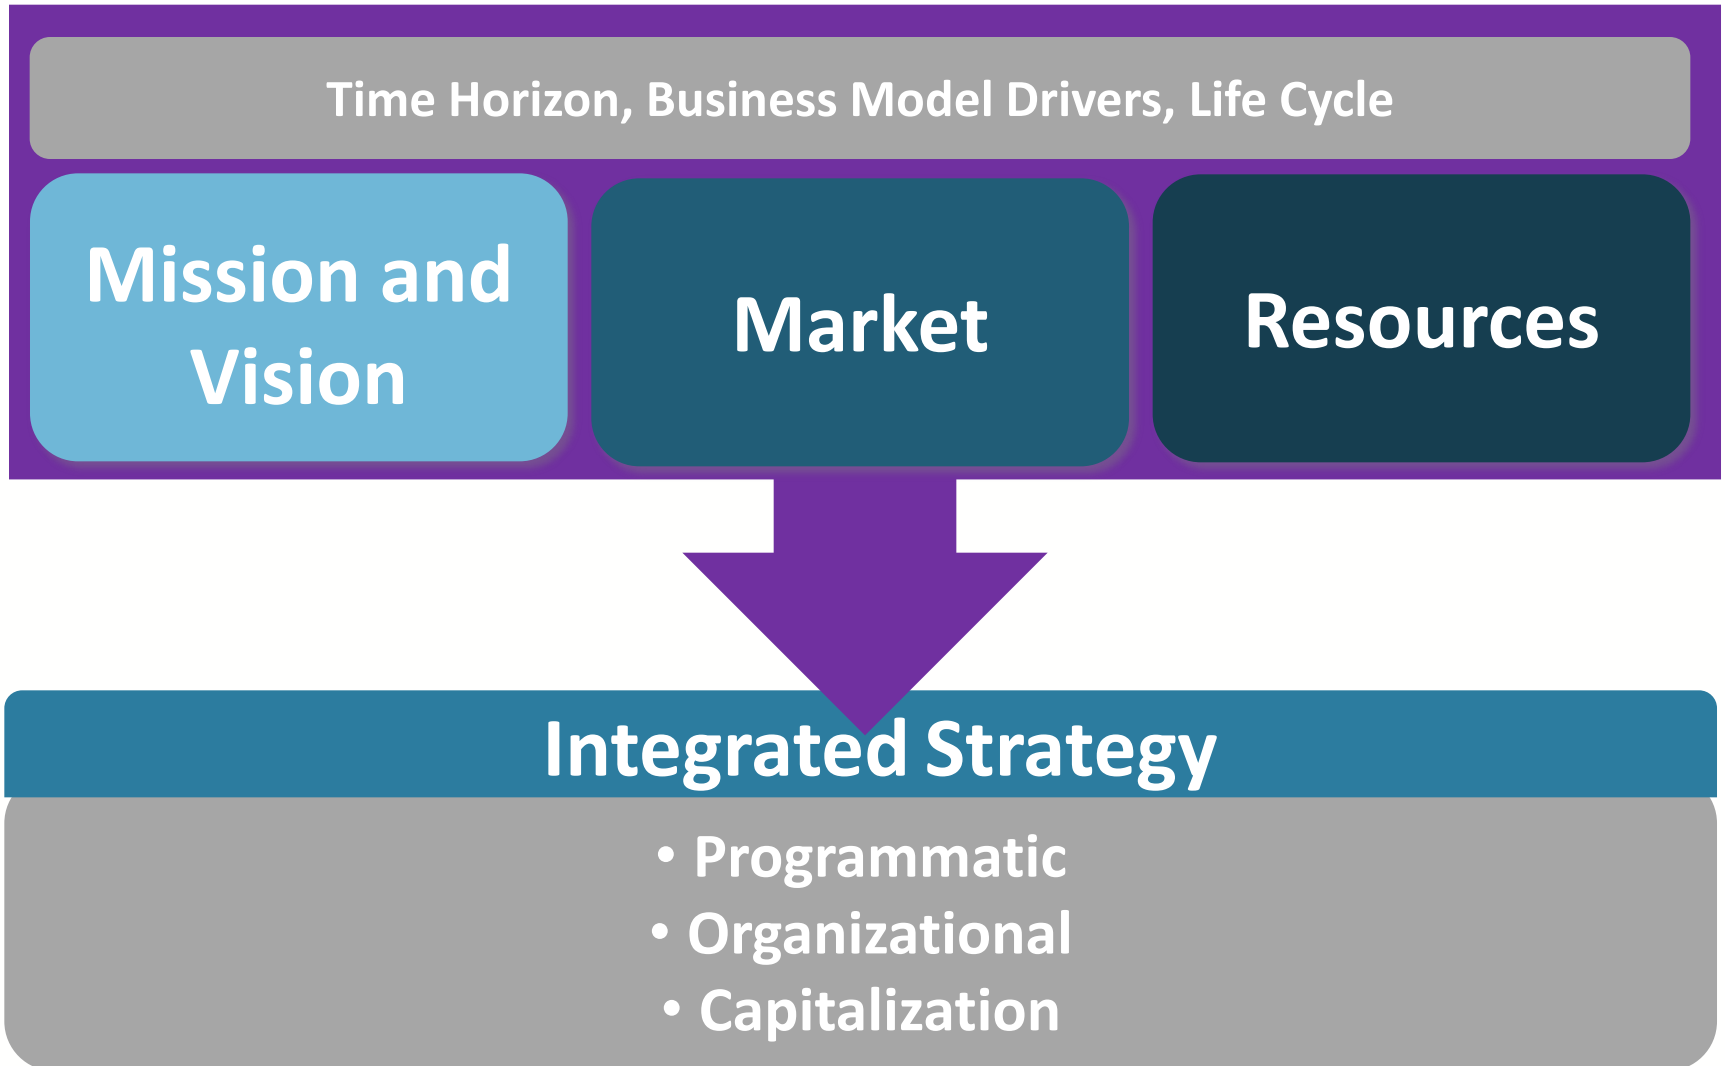 Time Horizon, Business Model Drivers, Life Cycle
Mission and
Vision
Market
Resources
Integrated Strategy
• Programmatic
• Organizational
• Capitalization